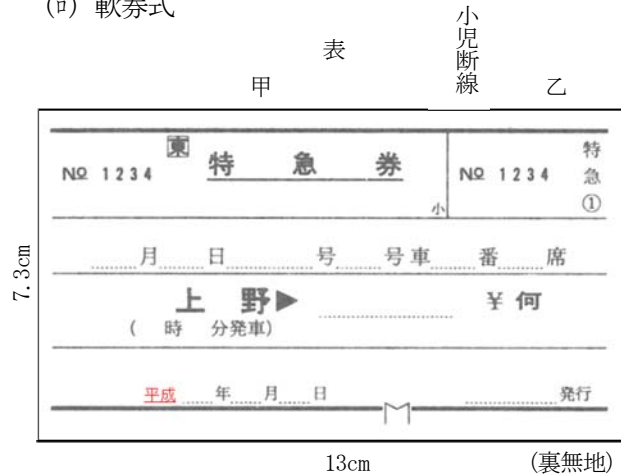 (ロ) 軟券式
表
小児断線
甲
乙
東
No 1234
特急券
小
No 1234
特急①
月 日 号 号車 番 席
上野▶ ¥何
( 時 分発車)
平成 年 月 日 発行
7.3cm
13cm
(裏無地)